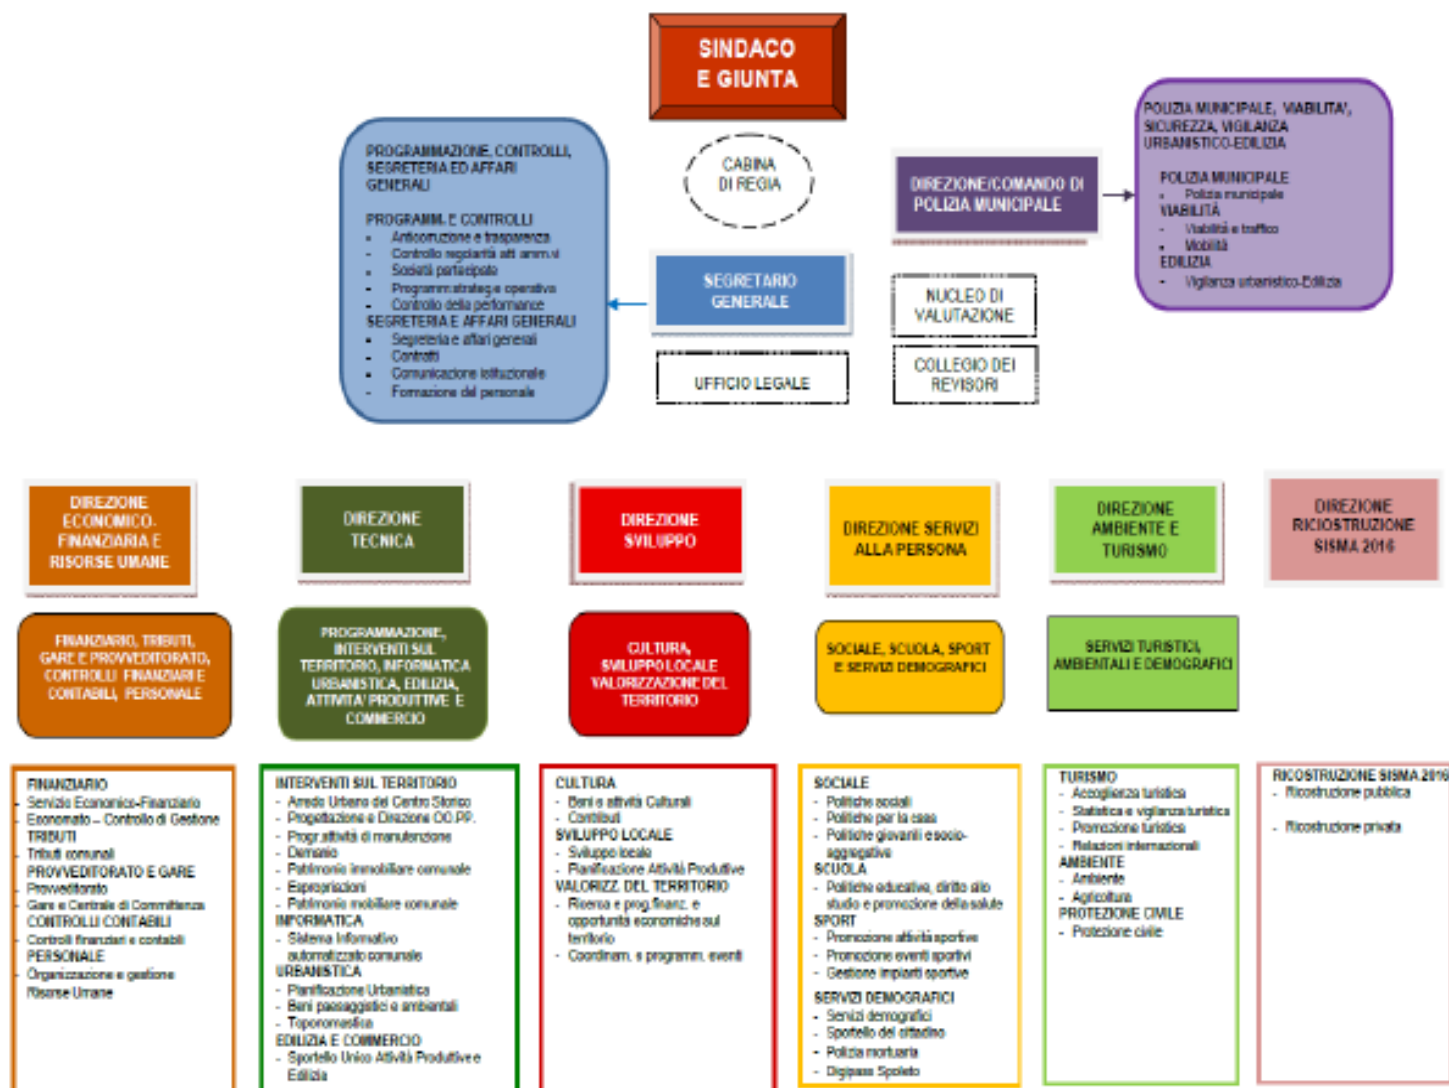 SINDACO
E GIUNTA
CABINA
DI REGIA
PROGRAMMAZIONE, CONTROLLI,
SEGRETERIA ED AFFARI
GENERALI
PROGRAMM. E CONTROLLI
- Anticorruzione e trasparenza
- Controllo regolarità atti amm.vi
- Società partecipate
- Programm.strateg.e operativa
- Controllo della performance
SEGRETERIA E AFFARI GENERALI
- Segreteria e affari generali
- Contratti
- Comunicazione istituzionale
- Formazione del personale
SEGRETARIO
GENERALE
UFFICIO LEGALE
DIREZIONE/COMANDO DI
POLIZIA MUNICIPALE
NUCLEO DI
VALUTAZIONE
COLLEGIO DEI
REVISORI
POLIZIA MUNICIPALE, VIABILITA',
SICUREZZA, VIGILANZA
URBANISTICO-EDILIZIA
POLIZIA MUNICIPALE
- Polizia municipale
VIABILITÀ
- Viabilità e traffico
- Mobilità
EDILIZIA
- Vigilanza urbanistico-Edilizia
DIREZIONE
ECONOMICO-
FINANZIARIA E
RISORSE UMANE
FINANZIARIO, TRIBUTI,
GARE E PROVVEDITORATO,
CONTROLLI FINANZIARI E
CONTABILI, PERSONALE
FINANZIARIO
- Servizio Economico-Finanziario
- Economato – Controllo di Gestione
TRIBUTI
- Tributi comunali
PROVVEDITORATO E GARE
- Provveditorato
- Gare e Centrale di Committenza
CONTROLLI CONTABILI
- Controlli finanziari e contabili
PERSONALE
- Organizzazione e gestione
Risorse Umane
DIREZIONE
TECNICA
PROGRAMMAZIONE,
INTERVENTI SUL
TERRITORIO, INFORMATICA
URBANISTICA, EDILIZIA,
ATTIVITA' PRODUTTIVE E
COMMERCIO
INTERVENTI SUL TERRITORIO
- Arredo Urbano del Centro Storico
- Progettazione e Direzione OO.PP.
- Progr.attività di manutenzione
- Demanio
- Patrimonio immobiliare comunale
- Espropriazioni
- Patrimonio mobiliare comunale
INFORMATICA
- Sistema Informativo
automatizzato comunale
URBANISTICA
- Pianificazione Urbanistica
- Beni paesaggistici e ambientali
- Toponomastica
EDILIZIA E COMMERCIO
- Sportello Unico Attività Produttive e
Edilizia
DIREZIONE
SVILUPPO
CULTURA,
SVILUPPO LOCALE
VALORIZZAZIONE DEL
TERRITORIO
CULTURA
- Beni e attività Culturali
- Contributi
SVILUPPO LOCALE
- Sviluppo locale
- Pianificazione Attività Produttive
VALORIZZ. DEL TERRITORIO
- Ricerca e prog.finanz. e
opportunità economiche sul
territorio
- Coordinam. e programm. eventi
DIREZIONE SERVIZI
ALLA PERSONA
SOCIALE, SCUOLA, SPORT
E SERVIZI DEMOGRAFICI
SOCIALE
- Politiche sociali
- Politiche per la casa
- Politiche giovanili e socio-
aggregative
SCUOLA
- Politiche educative, diritto allo
studio e promozione della salute
SPORT
- Promozione attività sportive
- Promozione eventi sportivi
- Gestione impianti sportive
SERVIZI DEMOGRAFICI
- Servizi demografici
- Sportello del cittadino
- Polizia mortuaria
- Digipass Spoleto
DIREZIONE
AMBIENTE E
TURISMO
SERVIZI TURISTICI,
AMBIENTALI E DEMOGRAFICI
TURISMO
- Accoglienza turistica
- Statistica e vigilanza turistica
- Promozione turistica
- Relazioni internazionali
AMBIENTE
- Ambiente
- Agricoltura
PROTEZIONE CIVILE
- Protezione civile
DIREZIONE
RICIOSTRUZIONE
SISMA 2016
RICOSTRUZIONE SISMA 2016
- Ricostruzione pubblica
- Ricostruzione privata